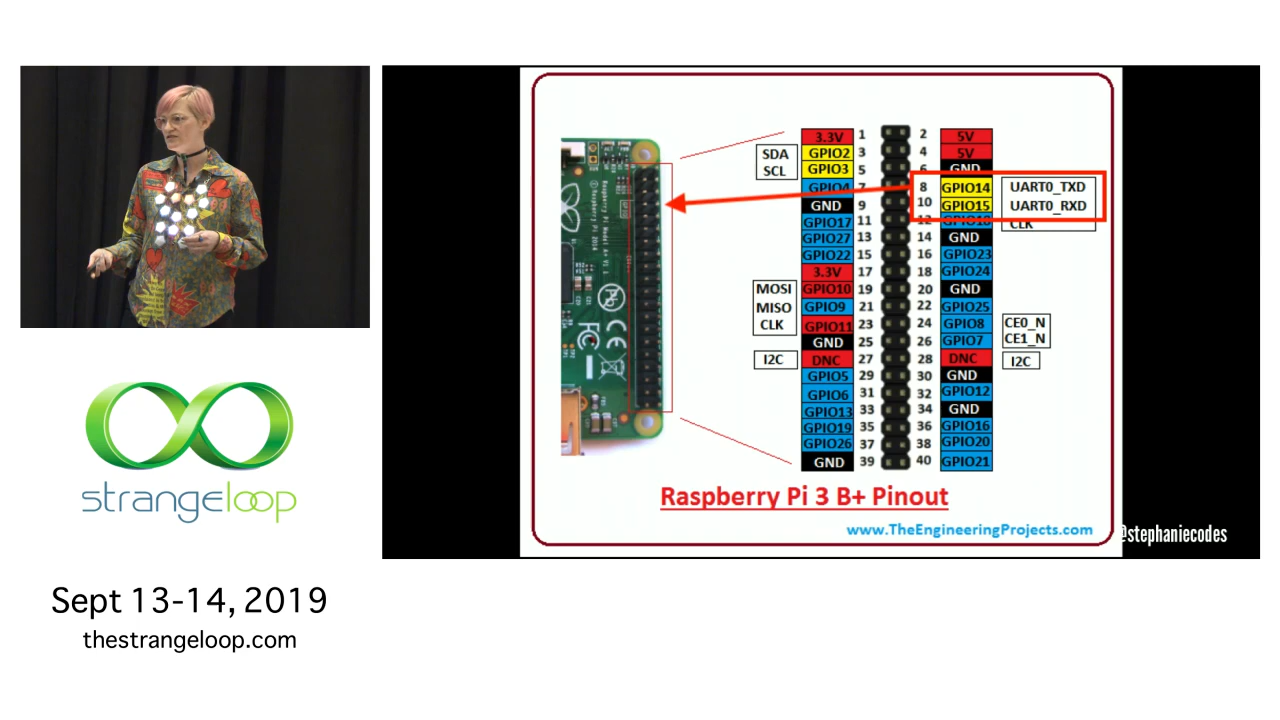 strangeloop
Sept 13-14, 2019
thestrangeloop.com
3.3V 1 2 5V
SDA GPIO2 3 4 5V
SCL GPIO3 5 6 GND
GPIO4 7 8 GPIO14 UART0_TXD
GND 9 10 GPIO15 UART0_RXD
GPIO17 11 12 GPIO18 CLK
GPIO27 13 14 GND
GPIO22 15 16 GPIO23
3.3V 17 18 GPIO24
MOSI GPIO10 19 20 GND
MISO GPIO9 21 22 GPIO25
CLK GPIO11 23 24 GPIO8 CE0_N
GND 25 26 GPIO7 CE1_N
I2C DNC 27 28 DNC I2C
GPIO5 29 30 GND
GPIO6 31 32 GPIO12
GPIO13 33 34 GND
GPIO19 35 36 GPIO16
GPIO26 37 38 GPIO20
GND 39 40 GPIO21
Raspberry Pi 3 B+ Pinout
www.TheEngineeringProjects.com
@stephaniecodes